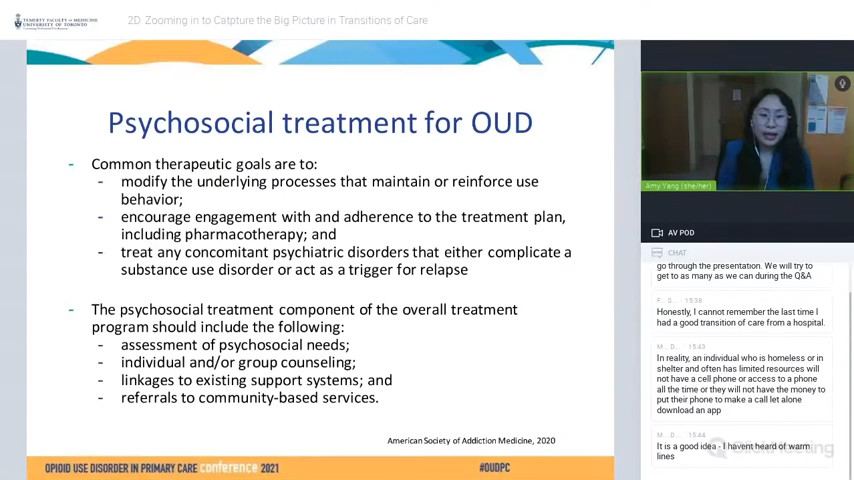 TEMERTY FACULTY OF MEDICINE
UNIVERSITY OF TORONTO
2D. Zooming in to Catpture the Big Picture in Transitions of Care
Psychosocial treatment for OUD
- Common therapeutic goals are to:
- modify the underlying processes that maintain or reinforce use
behavior;
- encourage engagement with and adherence to the treatment plan,
including pharmacotherapy; and
- treat any concomitant psychiatric disorders that either complicate a
substance use disorder or act as a trigger for relapse
- The psychosocial treatment component of the overall treatment
program should include the following:
- assessment of psychosocial needs;
- individual and/or group counseling;
- linkages to existing support systems; and
- referrals to community-based services.
American Society of Addiction Medicine, 2020
OPIOID USE DISORDER IN PRIMARY CARE conference 2021
#OUDPC
Amy Yang (she/her)
AV POD
CHAT
go through the presentation. We will try to
get to as many as we can during the Q&A
F... S... 15:38
Honestly, I cannot remember the last time I
had a good transition of care from a hospital.
M... D... 15:43
In reality, an individual who is homeless or in
shelter and often has limited resources will
not have a cell phone or access to a phone
all the time or they will not have the money to
put their phone to make a call let alone
download an app
M... D... 15:44
It is a good idea - I havent heard of warm
lines
ClickMeeting